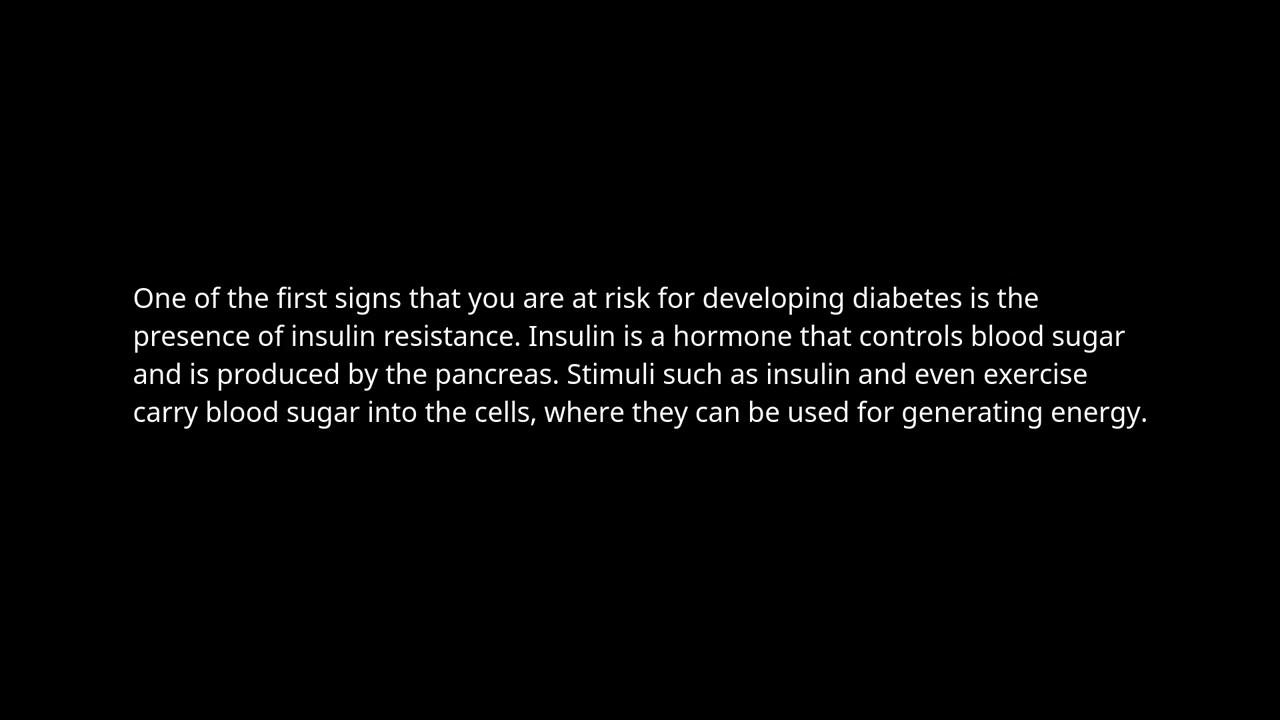 One of the first signs that you are at risk for developing diabetes is the
presence of insulin resistance. Insulin is a hormone that controls blood sugar
and is produced by the pancreas. Stimuli such as insulin and even exercise
carry blood sugar into the cells, where they can be used for generating energy.